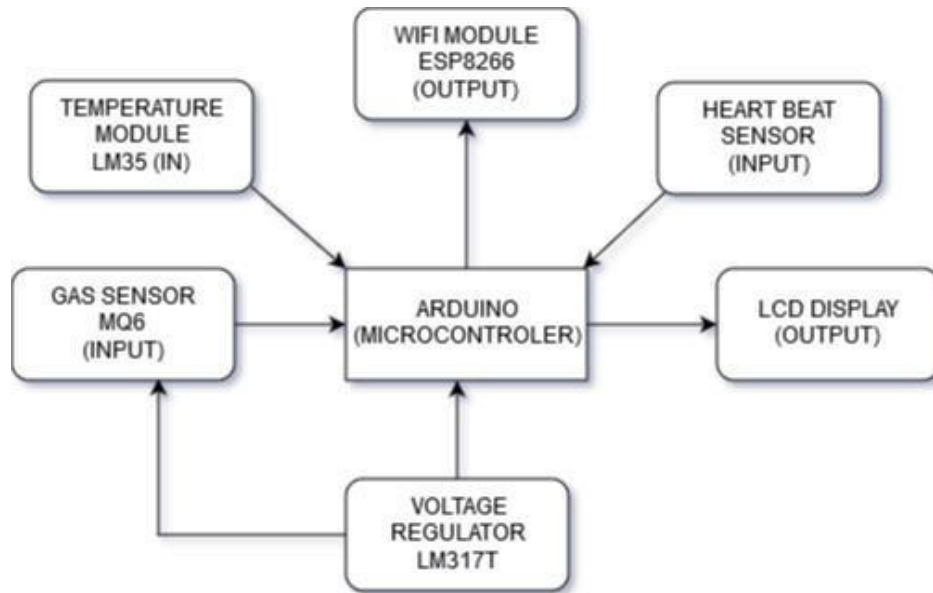 WIFI MODULE
ESP8266
(OUTPUT)
TEMPERATURE
MODULE
LM35 (IN)
HEART BEAT
SENSOR
(INPUT)
GAS SENSOR
MQ6
(INPUT)
ARDUINO
(MICROCONTROLER)
LCD DISPLAY
(OUTPUT)
VOLTAGE
REGULATOR
LM317T